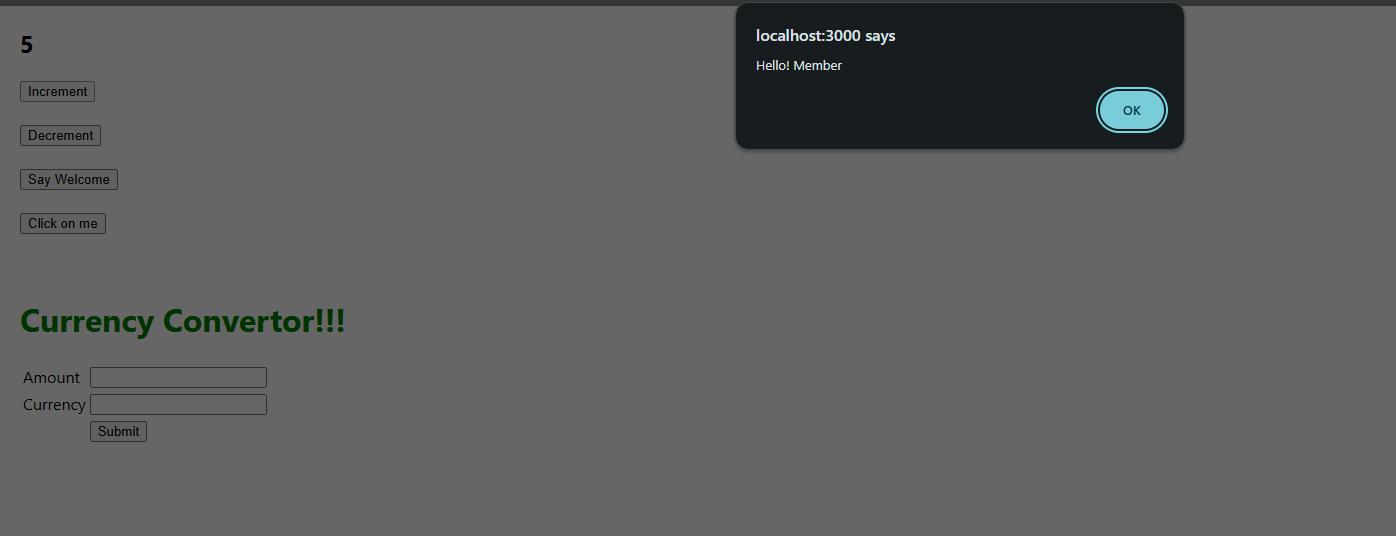 5
localhost:3000 says
Hello! Member
OK
Increment
Decrement
Say Welcome
Click on me
Currency Convertor!!!
Amount
Currency
Submit